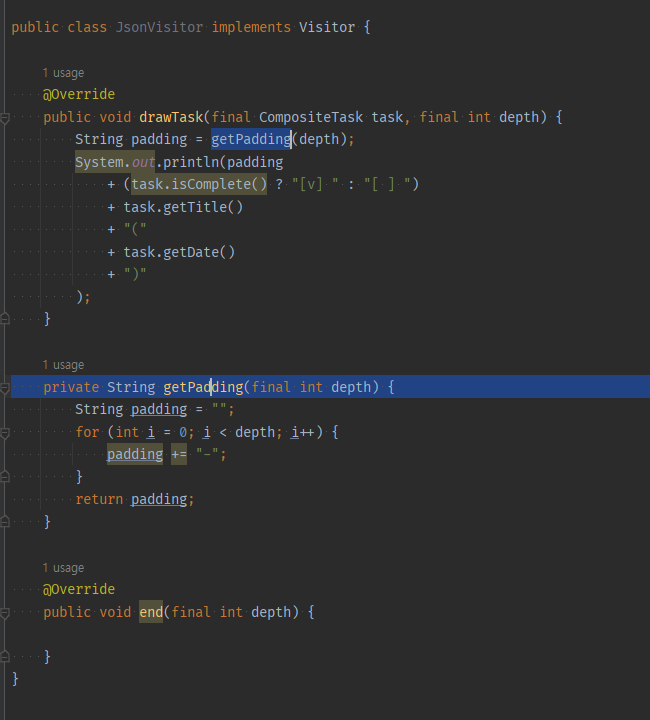 public class JsonVisitor implements Visitor {
1 usage
@Override
public void drawTask(final CompositeTask task, final int depth) {
String padding = getPadding(depth);
System.out.println(padding
+ (task.isComplete() ? "[v] " : "[ ] ")
+ task.getTitle()
+ "("
+ task.getDate()
+ ")"
);
}
1 usage
private String getPadding(final int depth) {
String padding = "";
for (int i = 0; i < depth; i++) {
padding += "-";
}
return padding;
}
1 usage
@Override
public void end(final int depth) {
}
}